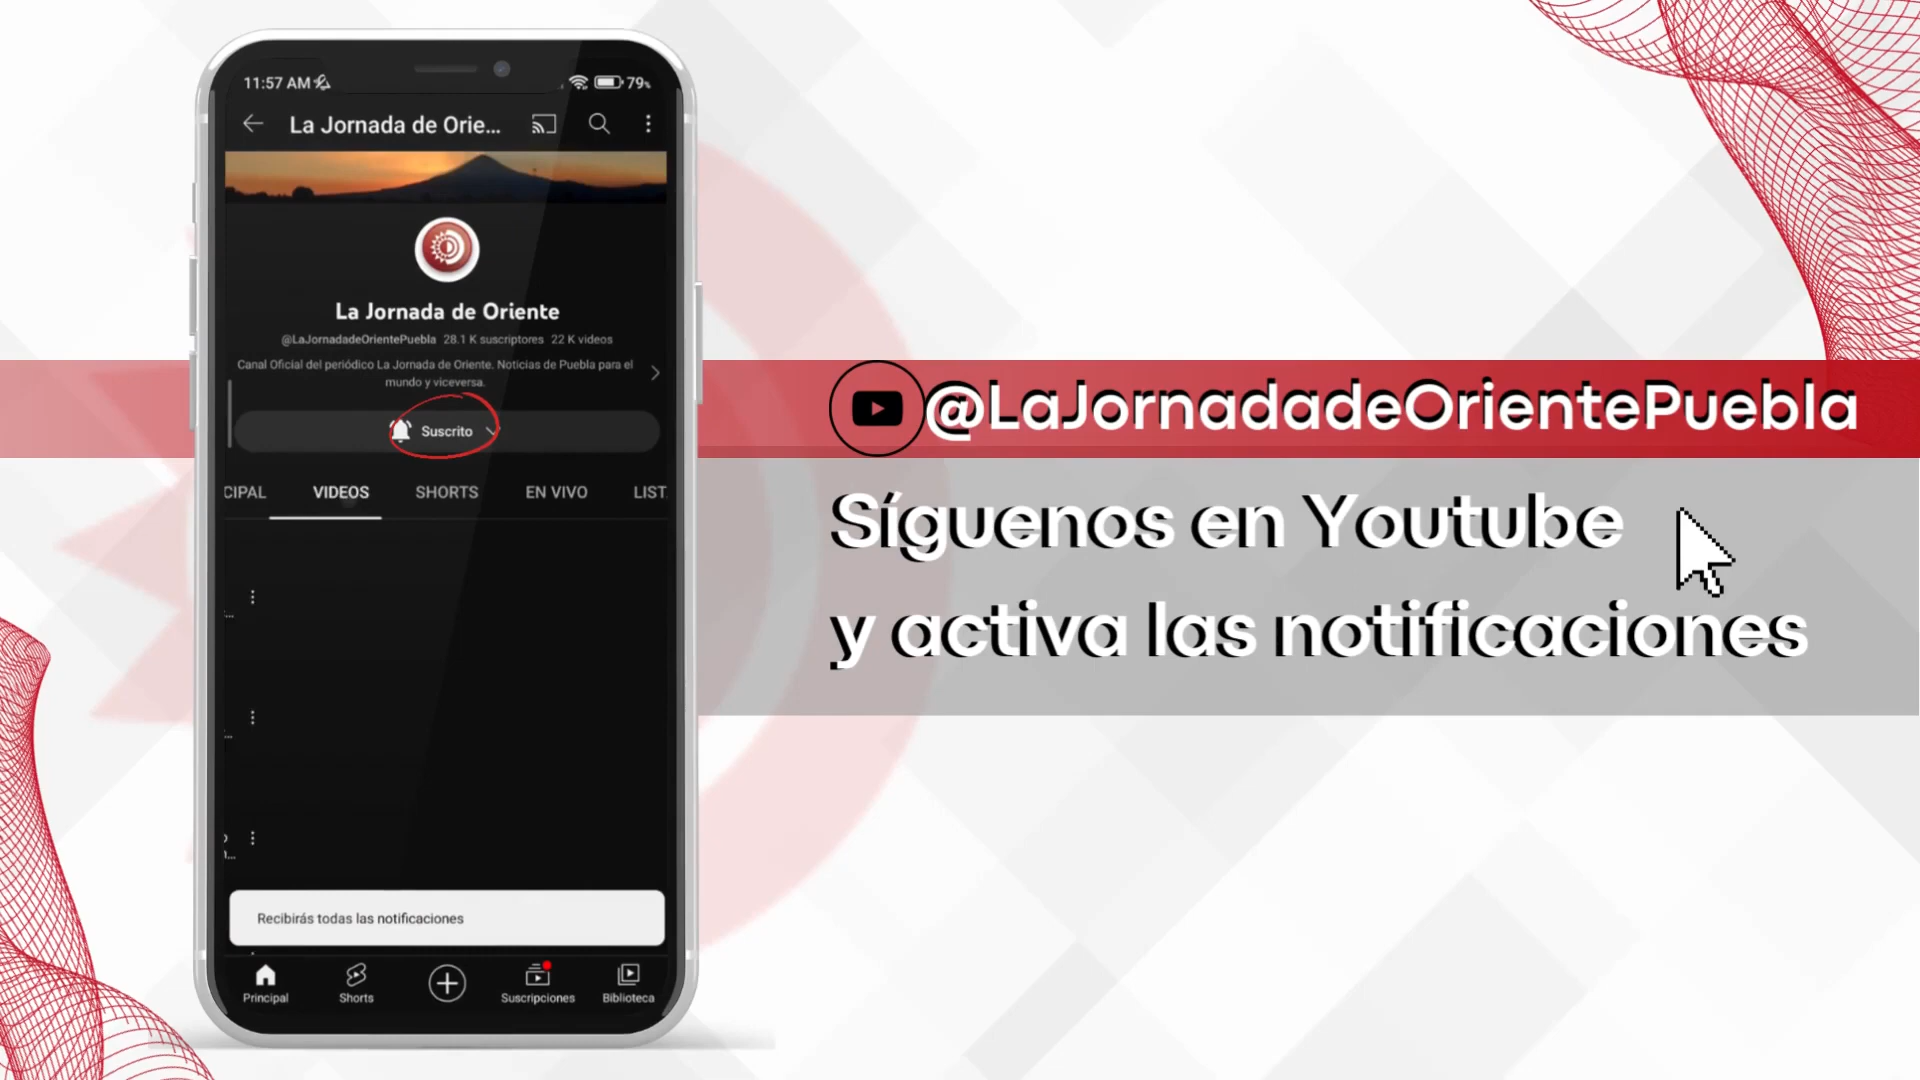 11:57 AM
79%
La Jornada de Orie...
La Jornada de Oriente
@LaJornadadeOrientePuebla 28.1 K suscriptores 22 K videos
Canal Oficial del periódico La Jornada de Oriente. Noticias de Puebla para el
mundo y viceversa.
Suscrito
CIPAL VIDEOS SHORTS EN VIVO LIST
Recibirás todas las notificaciones
Principal Shorts Suscripciones Biblioteca
@LaJornadadeOrientePuebla
Síguenos en Youtube
y activa las notificaciones